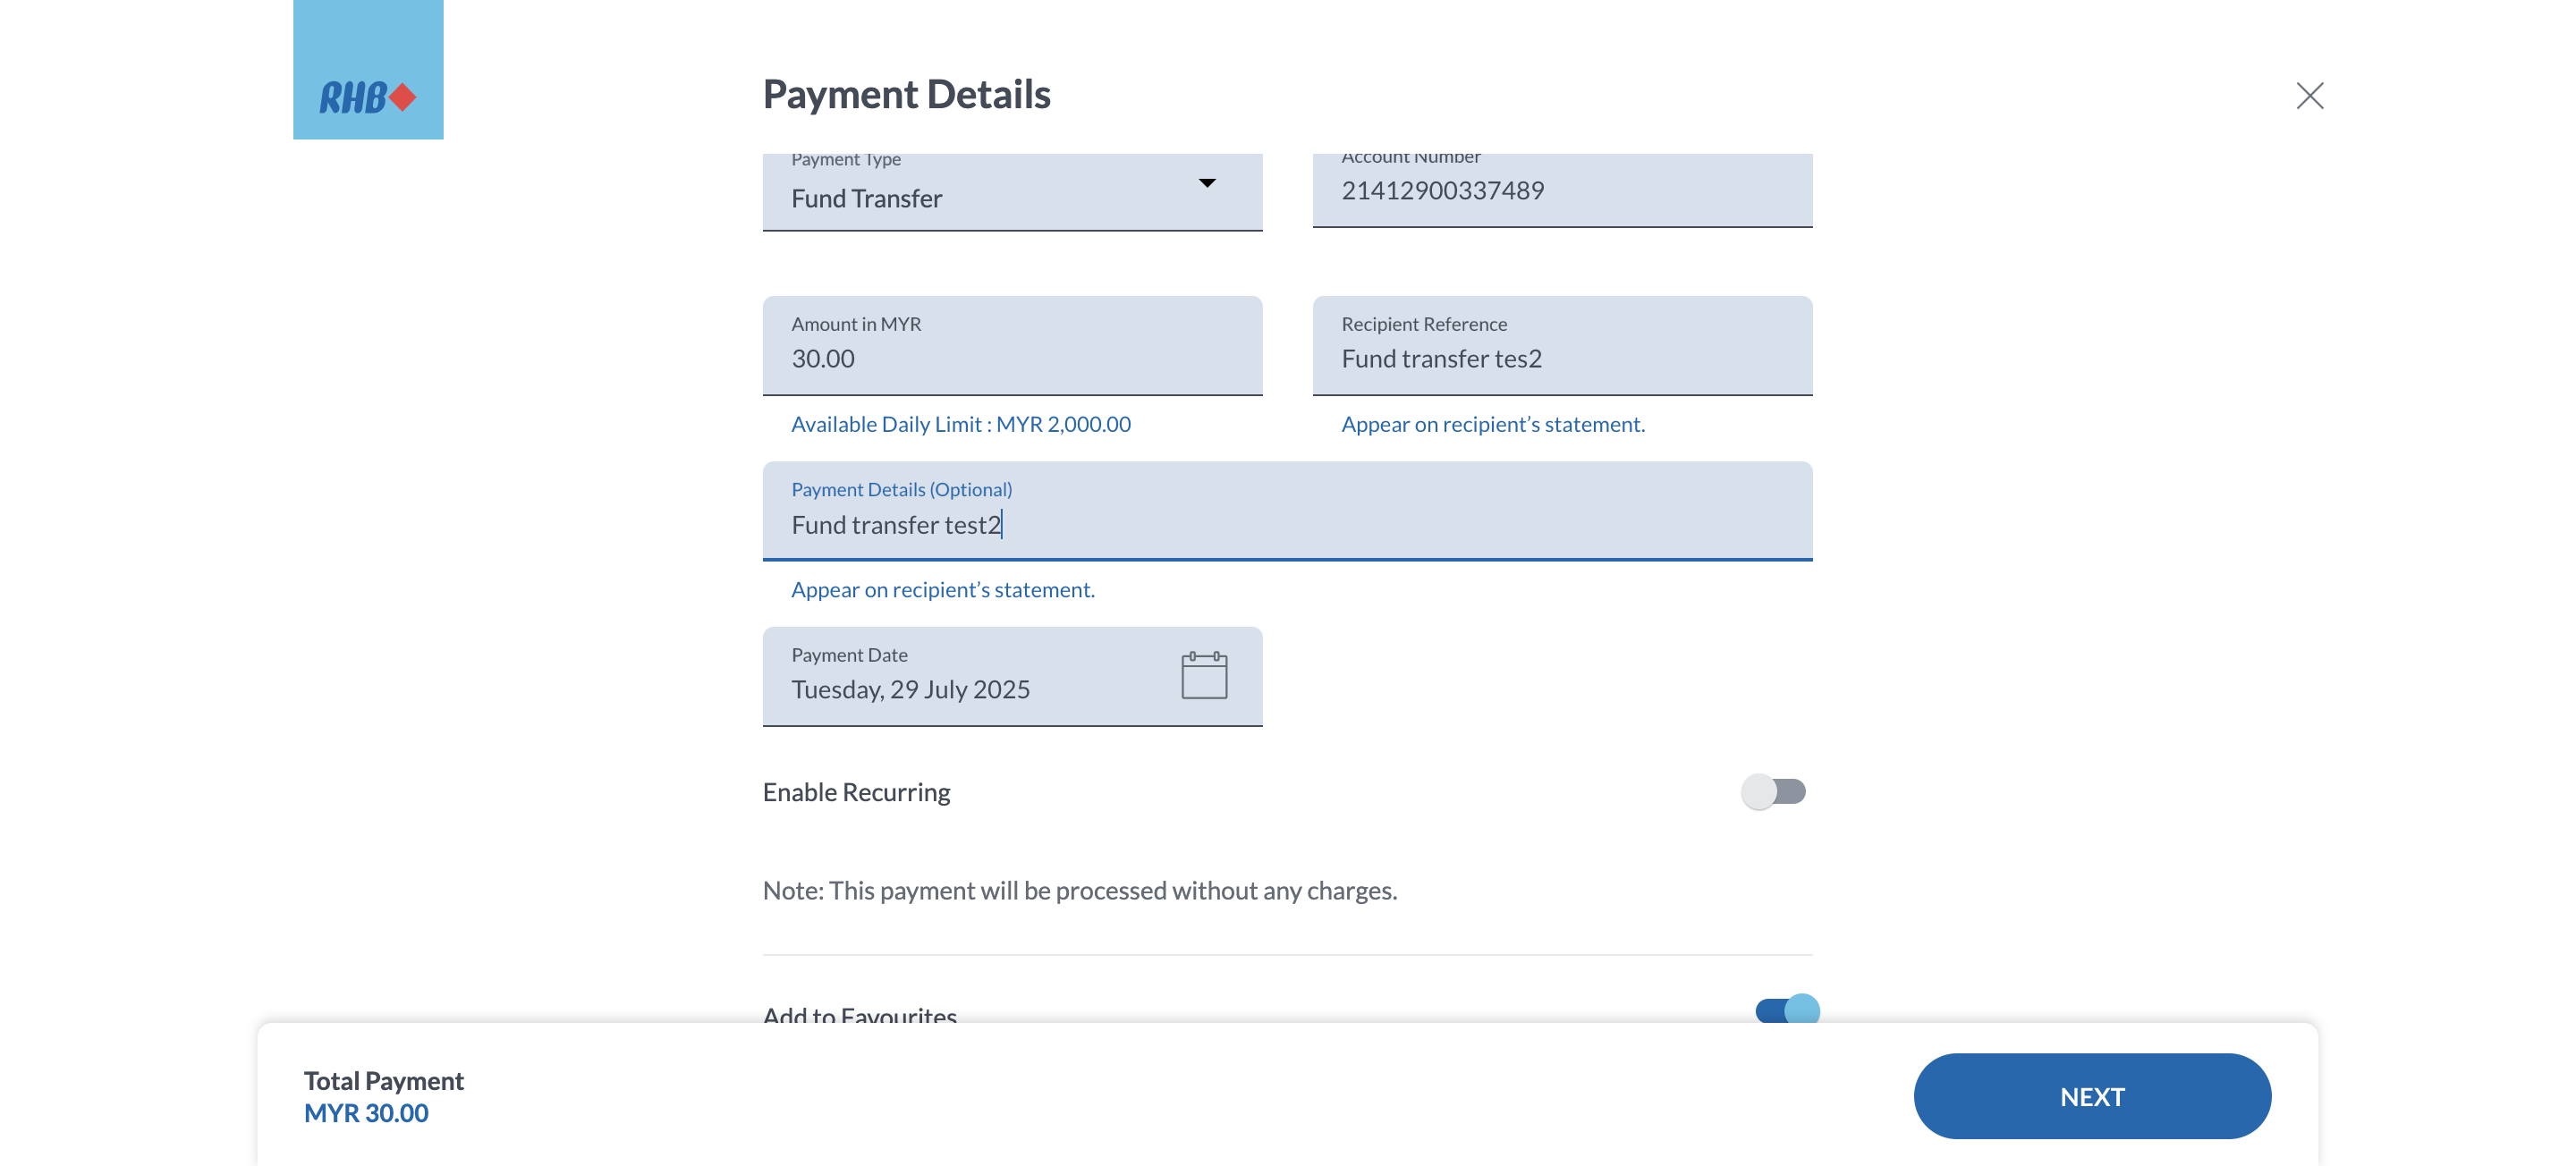 RHB
Payment Details
Payment Type
Fund Transfer
Account Number
21412900337489
Amount in MYR
30.00
Recipient Reference
Fund transfer tes2
Available Daily Limit : MYR 2,000.00
Appear on recipient’s statement.
Payment Details (Optional)
Fund transfer test2
Appear on recipient’s statement.
Payment Date
Tuesday, 29 July 2025
Enable Recurring
Note: This payment will be processed without any charges.
Add to Favourites
Total Payment
MYR 30.00
NEXT